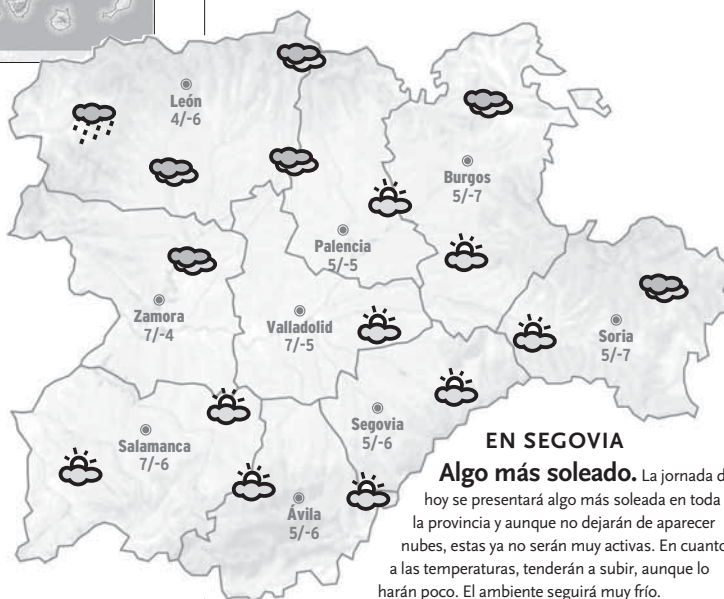 León
4/-6
Burgos
5/-7
Palencia
5/-5
Zamora
7/-4
Valladolid
7/-5
Soria
5/-7
Segovia
5/-6
Salamanca
7/-6
Ávila
5/-6
EN SEGOVIA
Algo más soleado. La jornada d
hoy se presentará algo más soleada en toda
la provincia y aunque no dejarán de aparecer
nubes, estas ya no serán muy activas. En cuanto
a las temperaturas, tenderán a subir, aunque lo
harán poco. El ambiente seguirá muy frío.